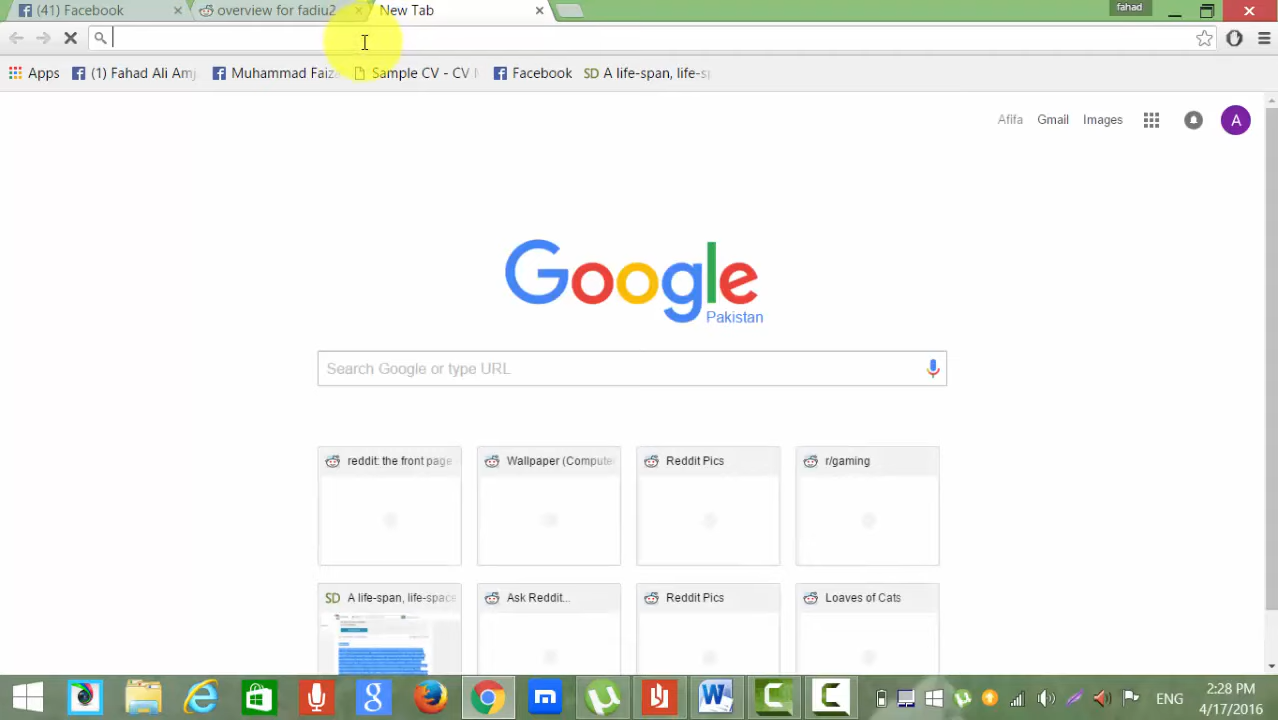 (41) Facebook
overview for fadiu2
New Tab
fahad
Apps
(1) Fahad Ali Amj
Muhammad Faiza
Sample CV - CV
Facebook
SD A life-span, life-s
Afifa
Gmail
Images
A
Google
Pakistan
Search Google or type URL
reddit: the front page
Wallpaper (Compute
Reddit Pics
r/gaming
SD A life-span, life-space
Ask Reddit...
Reddit Pics
Loaves of Cats
ENG
2:28 PM
4/17/2016